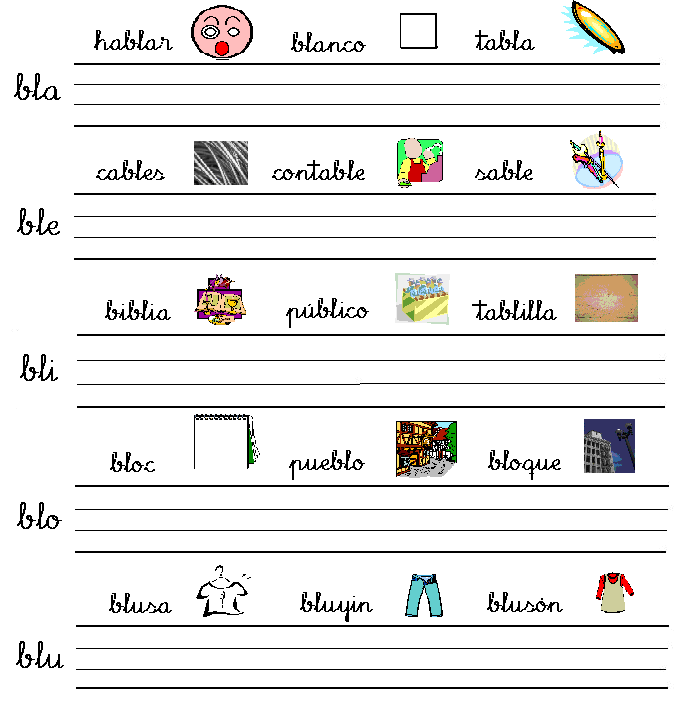 hablar blanco tabla
bla
cables contable sable
ble
biblia público tablilla
bli
bloc pueblo bloque
blo
blusa bluyin blusón
blu